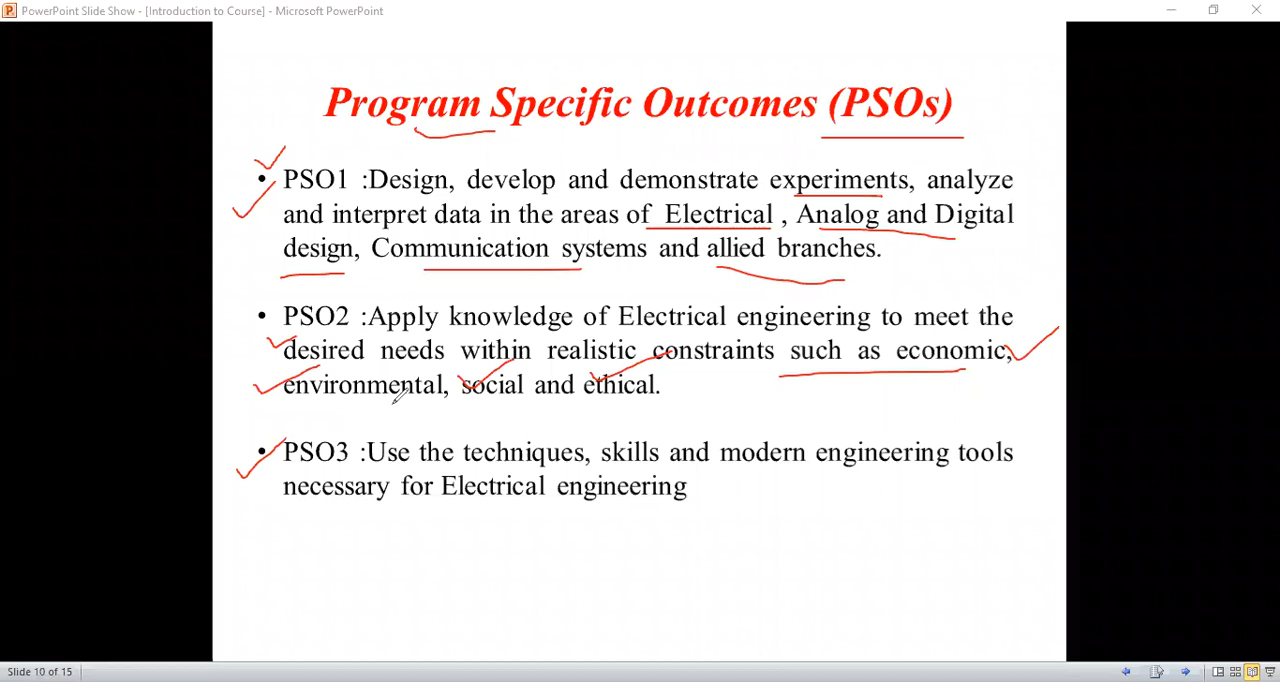 PowerPoint Slide Show - [Introduction to Course] - Microsoft PowerPoint
Program Specific Outcomes (PSOs)
• PSO1 :Design, develop and demonstrate experiments, analyze
and interpret data in the areas of Electrical , Analog and Digital
design, Communication systems and allied branches.
• PSO2 :Apply knowledge of Electrical engineering to meet the
desired needs within realistic constraints such as economic,
environmental, social and ethical.
• PSO3 :Use the techniques, skills and modern engineering tools
necessary for Electrical engineering
Slide 10 of 15